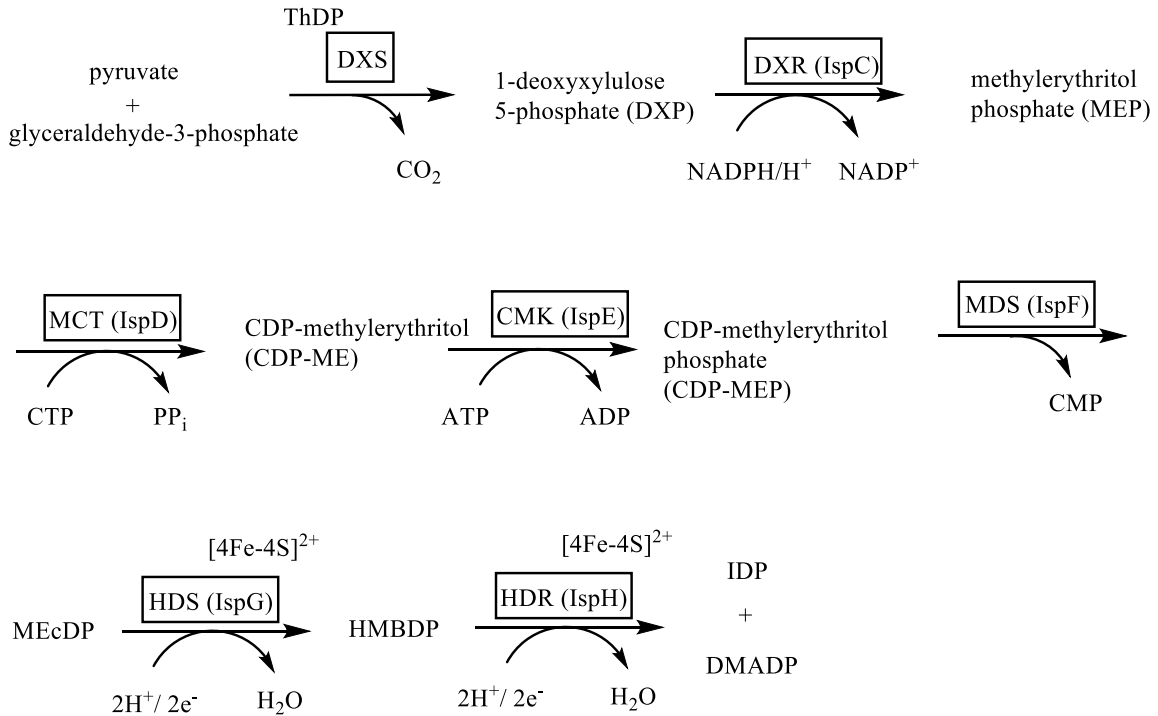 ThDP
DXS
pyruvate
+
glyceraldehyde-3-phosphate
CO2
1-deoxyxylulose
5-phosphate (DXP)
DXR (IspC)
NADPH/H+
NADP+
methylerythritol
phosphate (MEP)
MCT (IspD)
CTP
PPi
CDP-methylerythritol
(CDP-ME)
CMK (IspE)
ATP
ADP
CDP-methylerythritol
phosphate
(CDP-MEP)
MDS (IspF)
CMP
MEcDP
[4Fe-4S]2+
HDS (IspG)
2H+/ 2e-
H2O
HMBDP
[4Fe-4S]2+
HDR (IspH)
2H+/ 2e-
H2O
IDP
+
DMADP